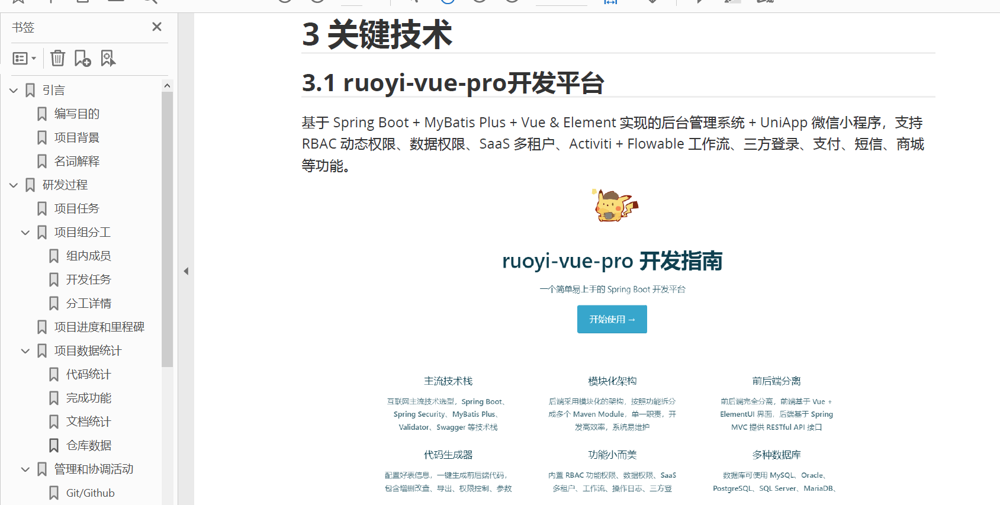 书签
引言
编写目的
项目背景
名词解释
研发过程
项目任务
项目组分工
组内成员
开发任务
分工详情
项目进度和里程碑
项目数据统计
代码统计
完成功能
文档统计
仓库数据
管理和协调活动
Git/Github
3 关键技术
3.1 ruoyi-vue-pro开发平台
基于 Spring Boot + MyBatis Plus + Vue & Element 实现的后台管理系统 + UniApp 微信小程序，支持
RBAC 动态权限、数据权限、SaaS 多租户、Activiti + Flowable 工作流、三方登录、支付、短信、商城
等功能。
ruoyi-vue-pro 开发指南
一个简单易上手的 Spring Boot 开发平台
开始使用 →
主流技术栈
互联网主流技术选型，Spring Boot、
Spring Security、MyBatis Plus、
Validator、Swagger 等技术栈
模块化架构
后端采用模块化的架构，按照功能拆分
成多个 Maven Module，单一职责，开
发高效率，系统易维护
前后端分离
前后端完全分离，前端基于 Vue +
ElementUI 界面，后端基于 Spring
MVC 提供 RESTful API 接口
代码生成器
配置好表信息，一键生成前后端代码，
包含增删改查、导出、权限控制、参数
功能小而美
内置 RBAC 功能权限、数据权限、SaaS
多租户、工作流、操作日志、三方登
多种数据库
数据库可使用 MySQL、Oracle、
PostgreSQL、SQL Server、MariaDB、